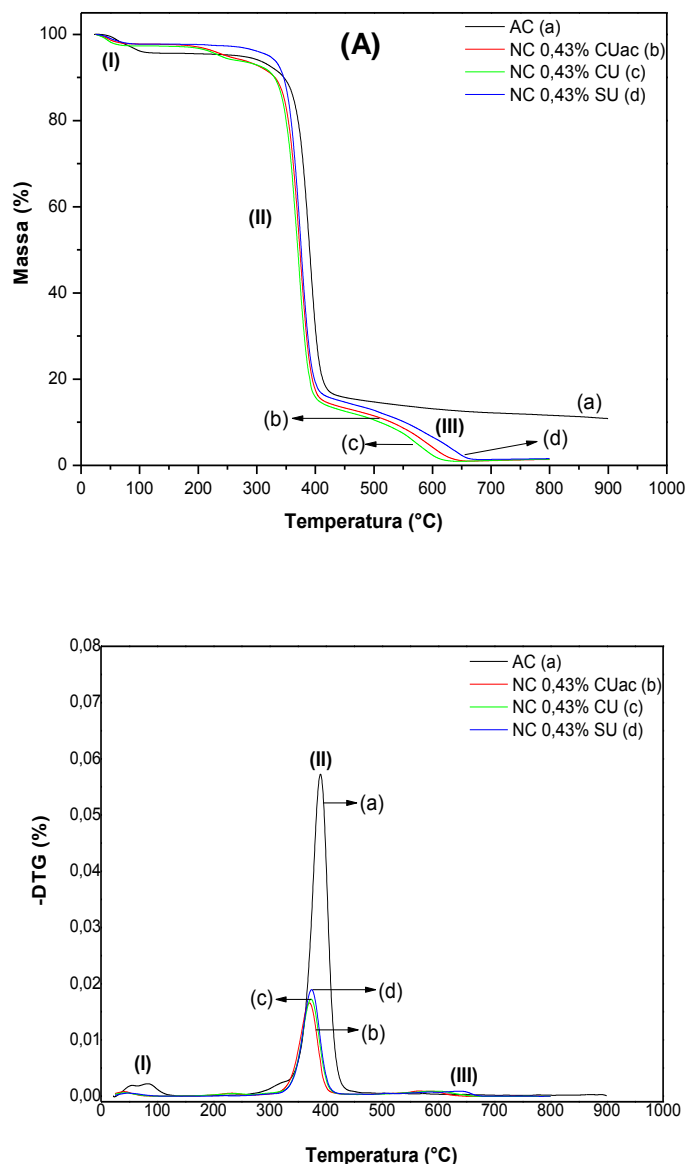 (A)
AC (a)
NC 0,43% CUac (b)
NC 0,43% CU (c)
NC 0,43% SU (d)
(I)
(II)
(III)
(a)
(b)
(c)
(d)
100
80
60
40
20
0
Massa (%)
0 100 200 300 400 500 600 700 800 900 1000
Temperatura (°C)
0,08
0,07
0,06
0,05
0,04
0,03
0,02
0,01
0,00
-DTG (%)
AC (a)
NC 0,43% CUac (b)
NC 0,43% CU (c)
NC 0,43% SU (d)
(II)
(a)
(c)
(d)
(b)
(I)
(III)
0 100 200 300 400 500 600 700 800 900 1000
Temperatura (°C)